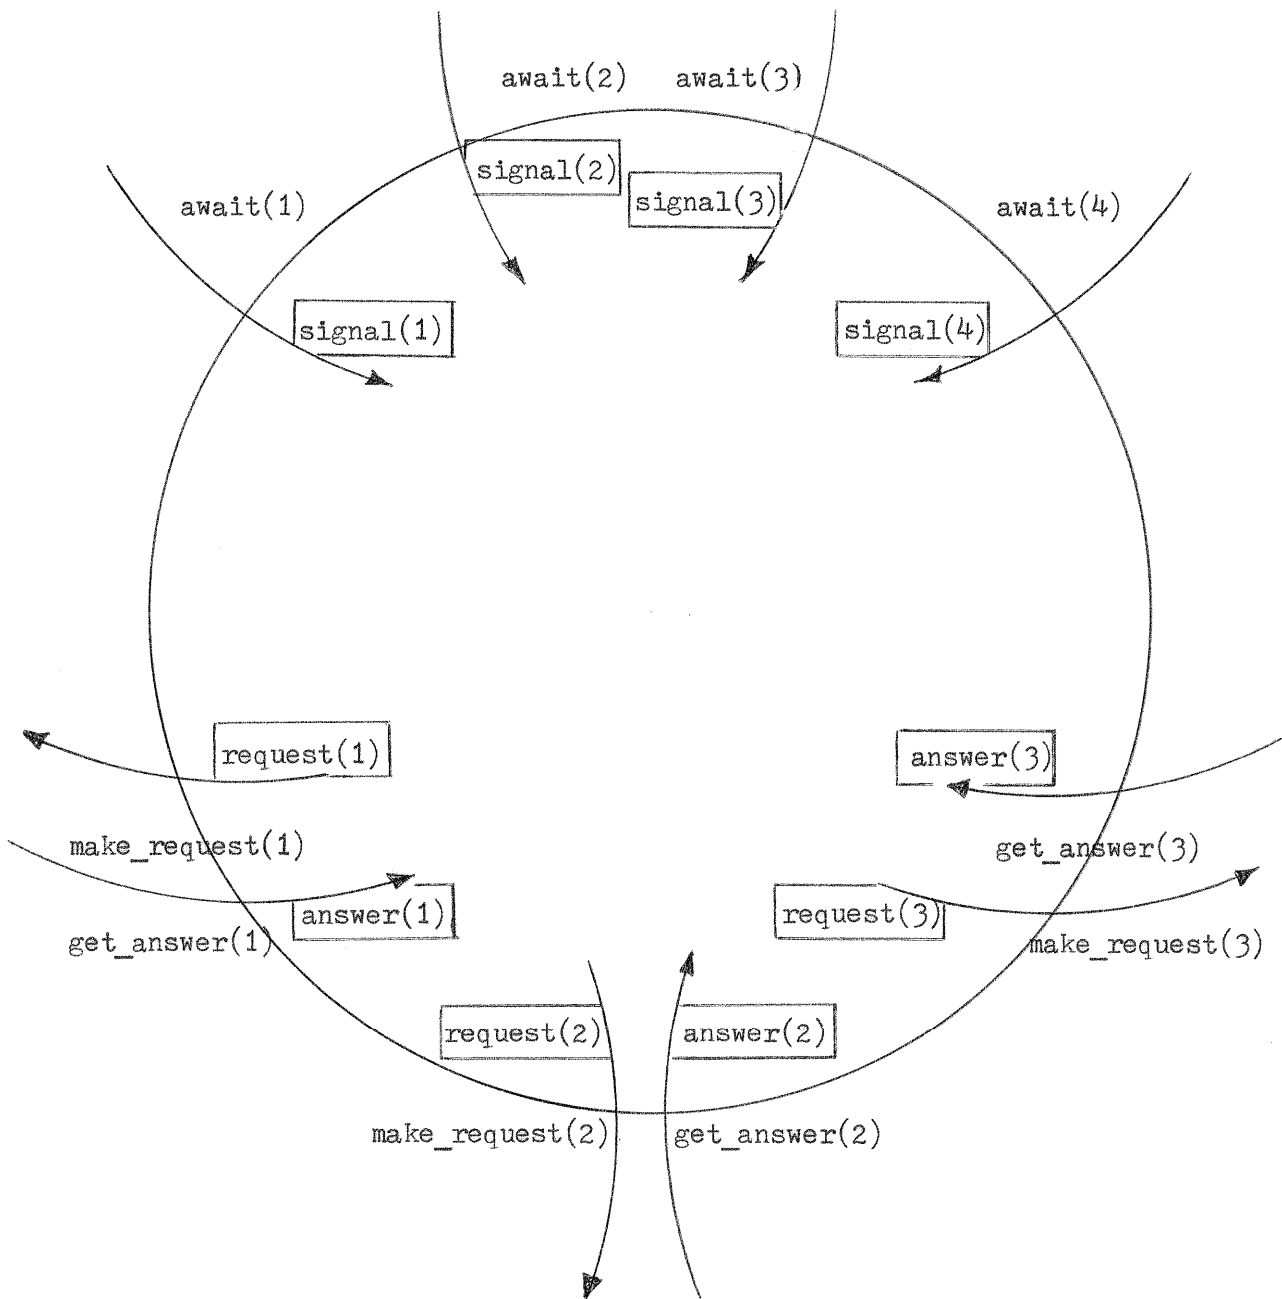 await(2)
await(3)
signal(2)
signal(3)
await(1)
await(4)
signal(1)
signal(4)
request(1)
answer(3)
make_request(1)
get_answer(3)
answer(1)
request(3)
get_answer(1)
make_request(3)
request(2)
answer(2)
make_request(2)
get_answer(2)